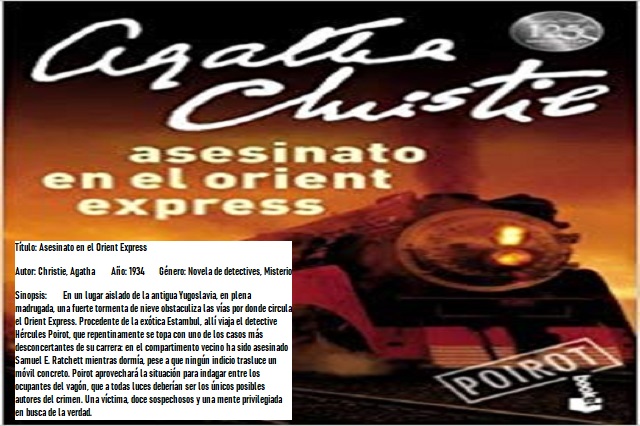 Agatha
Christie
125
asesinato
en el orient
express
Título: Asesinato en el Orient Express
Autor: Christie, Agatha Año: 1934 Género: Novela de detectives, Misterio
Sinopsis: En un lugar aislado de la antigua Yugoslavia, en plena
madrugada, una fuerte tormenta de nieve obstaculiza las vías por donde circula
el Orient Express. Procedente de la exótica Estambul, allí viaja el detective
Hércules Poirot, que repentinamente se topa con uno de los casos más
desconcertantes de su carrera: en el compartimento vecino ha sido asesinado
Samuel E. Ratchett mientras dormía, pese a que ningún indicio trasluce un
móvil concreto. Poirot aprovechará la situación para indagar entre los
ocupantes del vagón, que a todas luces deberían ser los únicos posibles
autores del crimen. Una víctima, doce sospechosos y una mente privilegiada
en busca de la verdad.
POIROT
booket